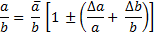 a/b = ā/b [1 ± (Δa/a + Δb/b)]